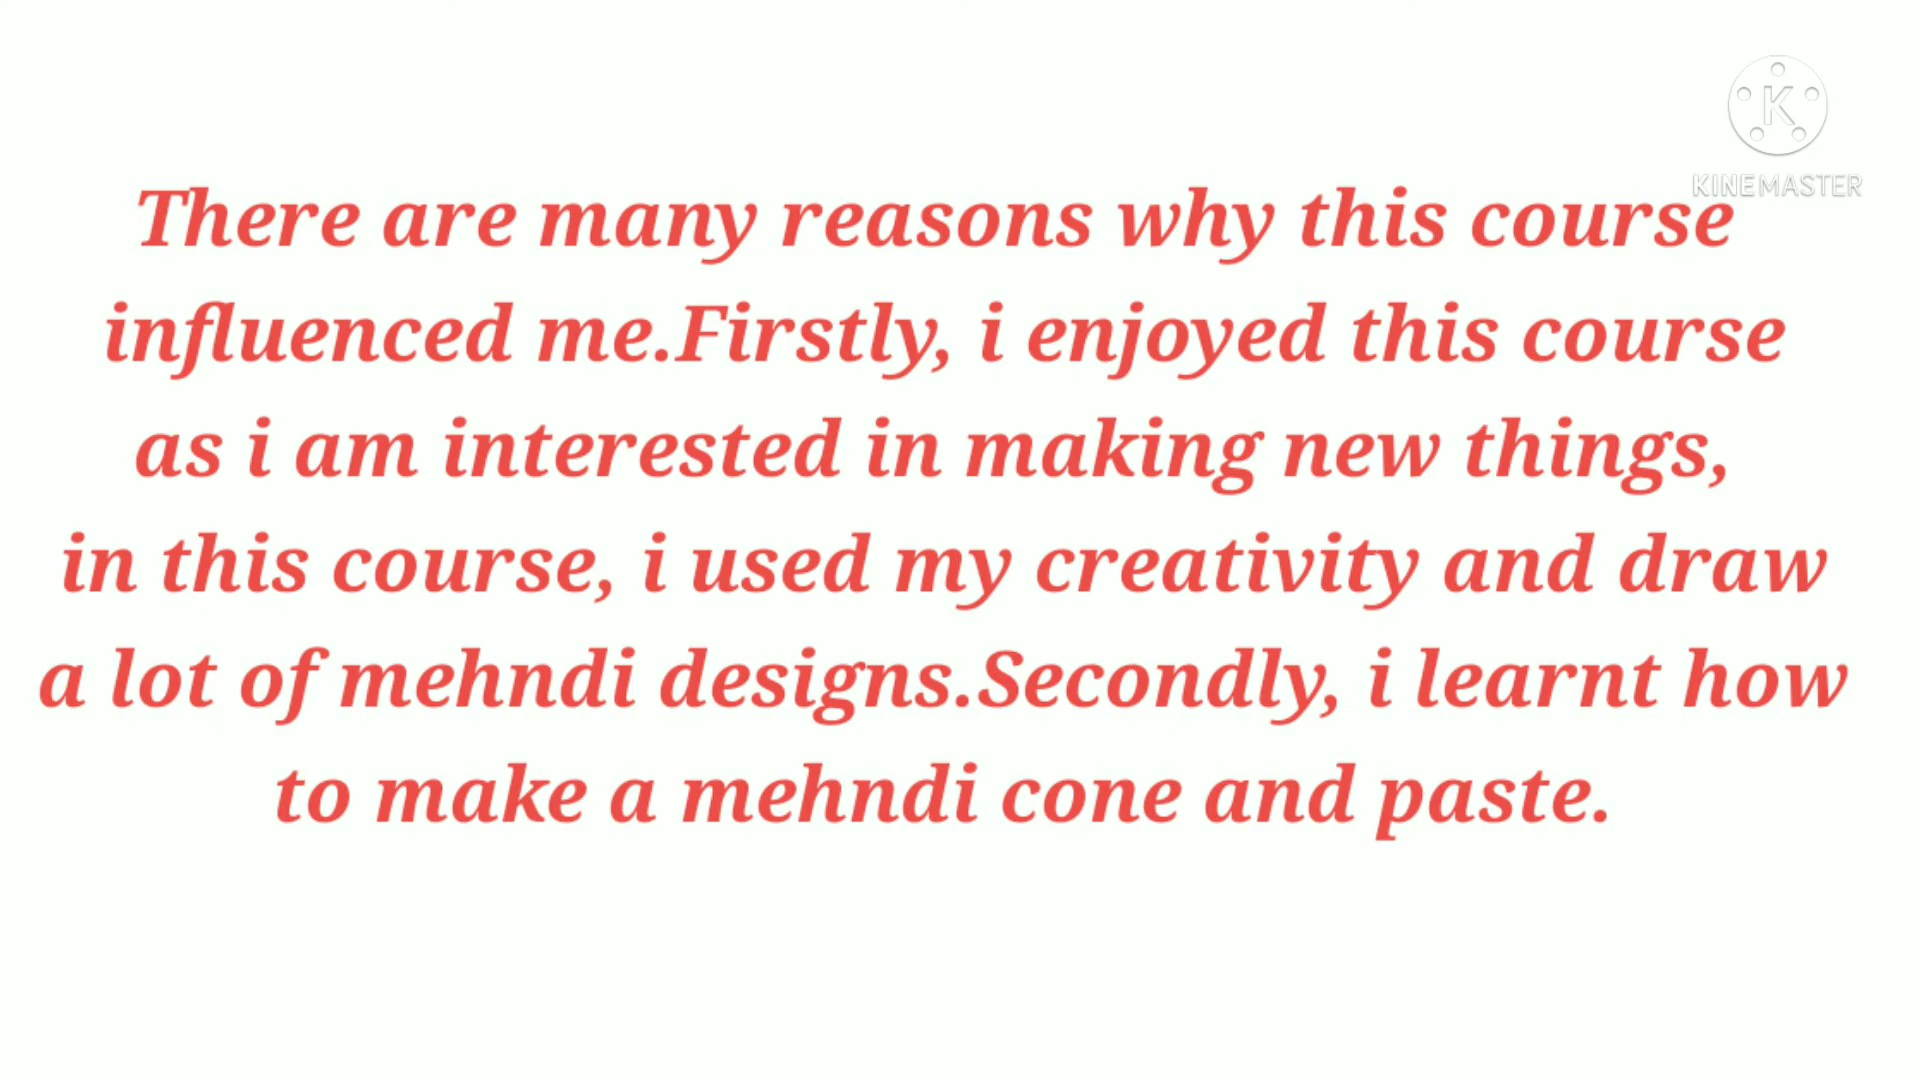 KINEMASTER
There are many reasons why this course
influenced me.Firstly, i enjoyed this course
as i am interested in making new things,
in this course, i used my creativity and draw
a lot of mehndi designs.Secondly, i learnt how
to make a mehndi cone and paste.